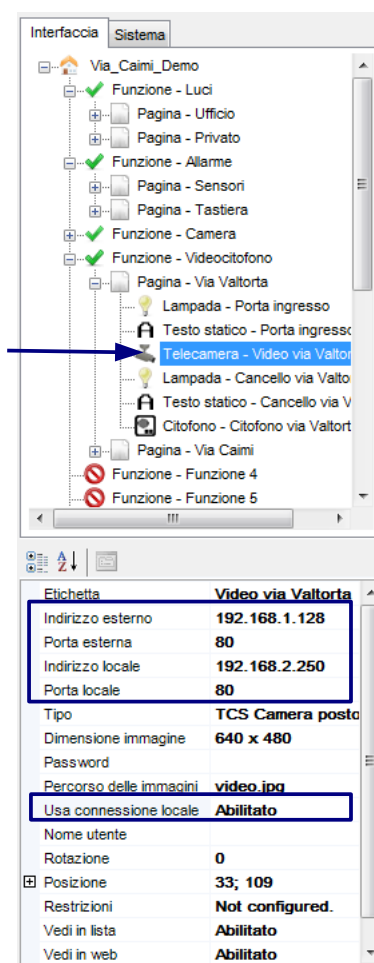 Interfaccia Sistema
Via_Caimi_Demo
Funzione - Luci
Pagina - Ufficio
Pagina - Privato
Funzione - Allarme
Pagina - Sensori
Pagina - Tastiera
Funzione - Camera
Funzione - Videocitofono
Pagina - Via Valtorta
Lampada - Porta ingresso
Testo statico - Porta ingresso
Telecamera - Video via Valtor
Lampada - Cancello via Valto
Testo statico - Cancello via V
Citofono - Citofono via Valtort
Pagina - Via Caimi
Funzione - Funzione 4
Funzione - Funzione 5
Etichetta Video via Valtorta
Indirizzo esterno 192.168.1.128
Porta esterna 80
Indirizzo locale 192.168.2.250
Porta locale 80
Tipo TCS Camera posto
Dimensione immagine 640 x 480
Password
Percorso delle immagini video.jpg
Usa connessione locale Abilitato
Nome utente
Rotazione 0
Posizione 33; 109
Restrizioni Not configured.
Vedi in lista Abilitato
Vedi in web Abilitato